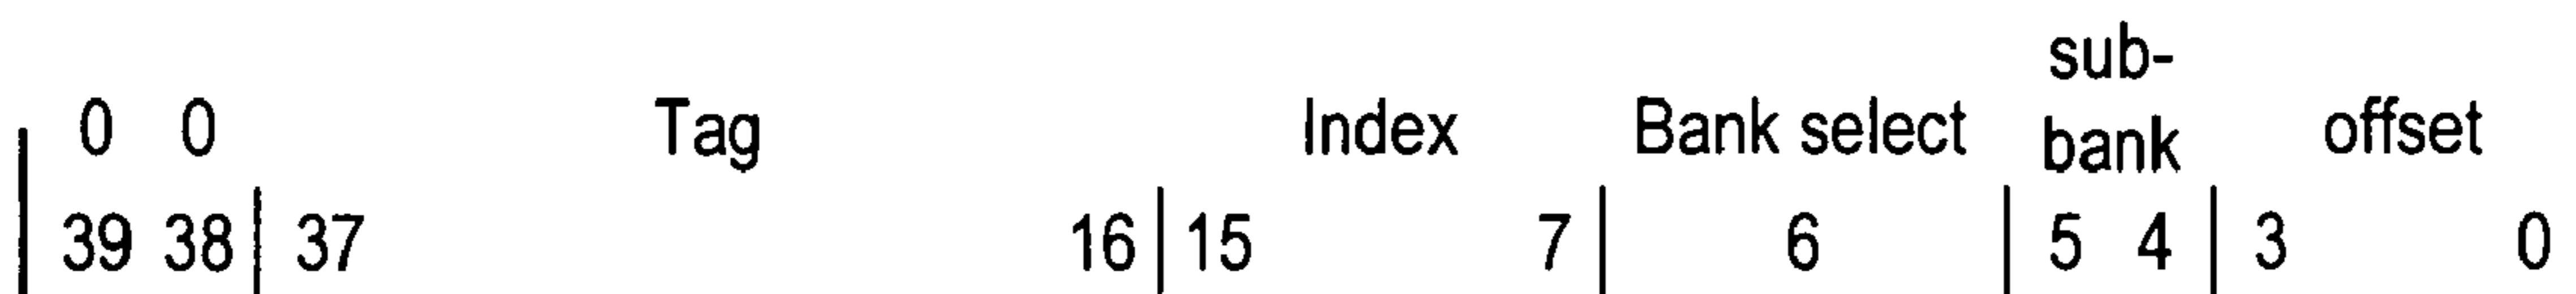 0 0 Tag Index Bank select sub-bank offset
39 38 37 16 15 7 6 5 4 3 0